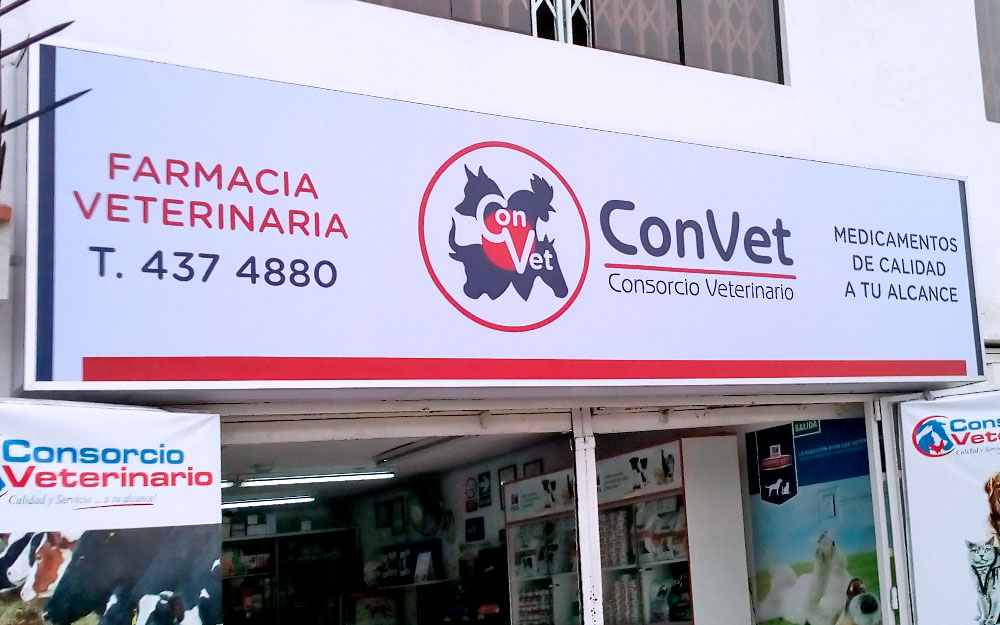 FARMACIA
VETERINARIA
T. 437 4880
Con
Vet
ConVet
Consorcio Veterinario
MEDICAMENTOS
DE CALIDAD
A TU ALCANCE
Consorcio
Veterinario
Calidad y Servicio ... a tu alcance!
SALIDA